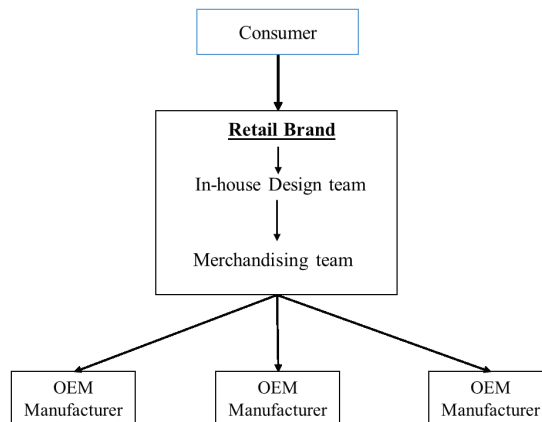 Consumer
Retail Brand
In-house Design team
Merchandising team
OEM
Manufacturer
OEM
Manufacturer
OEM
Manufacturer